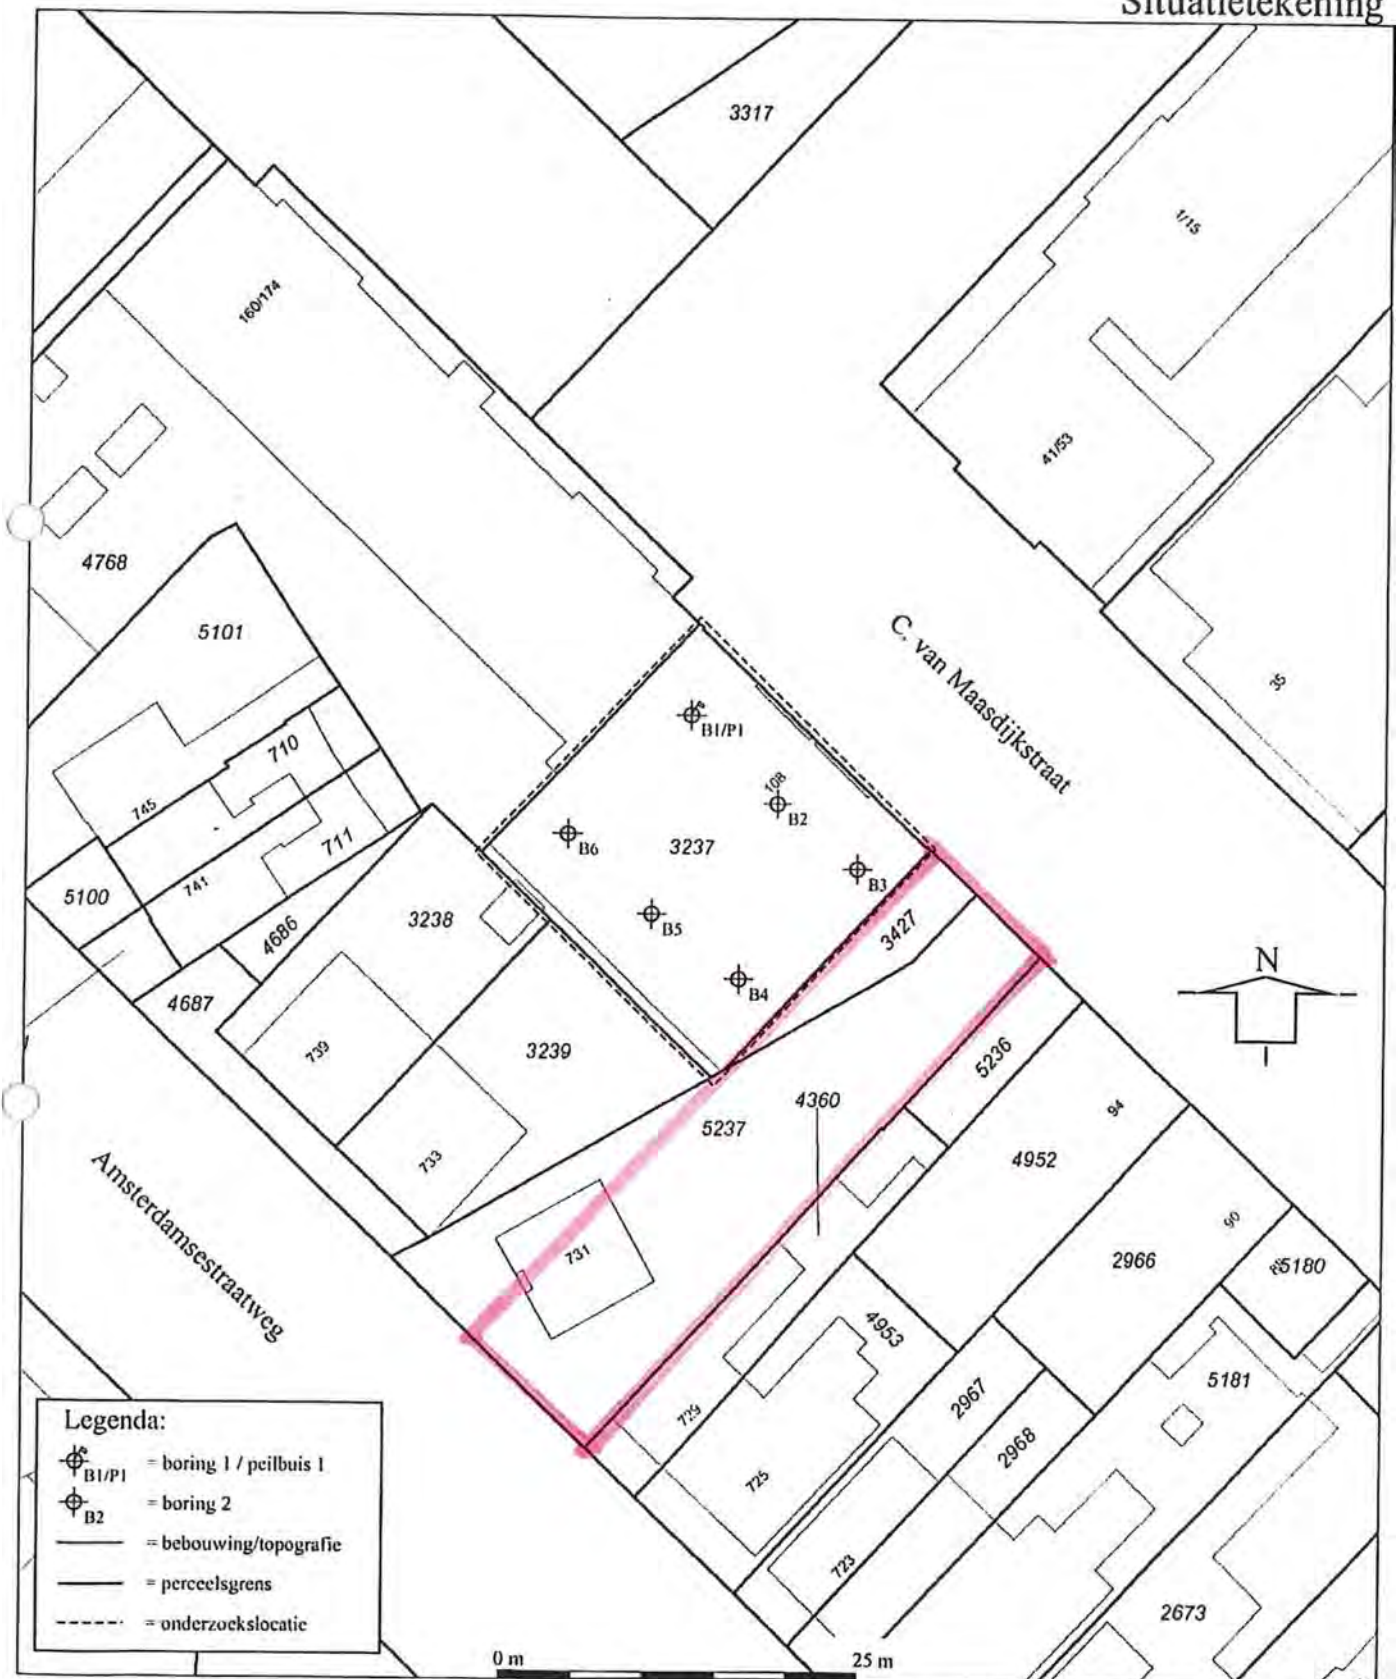 Situatietekening
3317
1/15
160/174
41/53
4768
5101
C. van Maasdijkstraat
35
B1/P1
710
108
B2
745
B6
3237
711
B3
741
5100
3238
B5
3427
4686
B4
N
4687
739
3239
5236
4360
5237
94
4952
733
Amsterdamsestraatweg
731
90
2966
5180
4953
5181
2967
729
2968
725
723
2673
Legenda:
B1/P1 = boring 1 / peilbuis 1
B2 = boring 2
= bebouwing/topografie
= perceelsgrens
= onderzoekslocatie
0 m 25 m